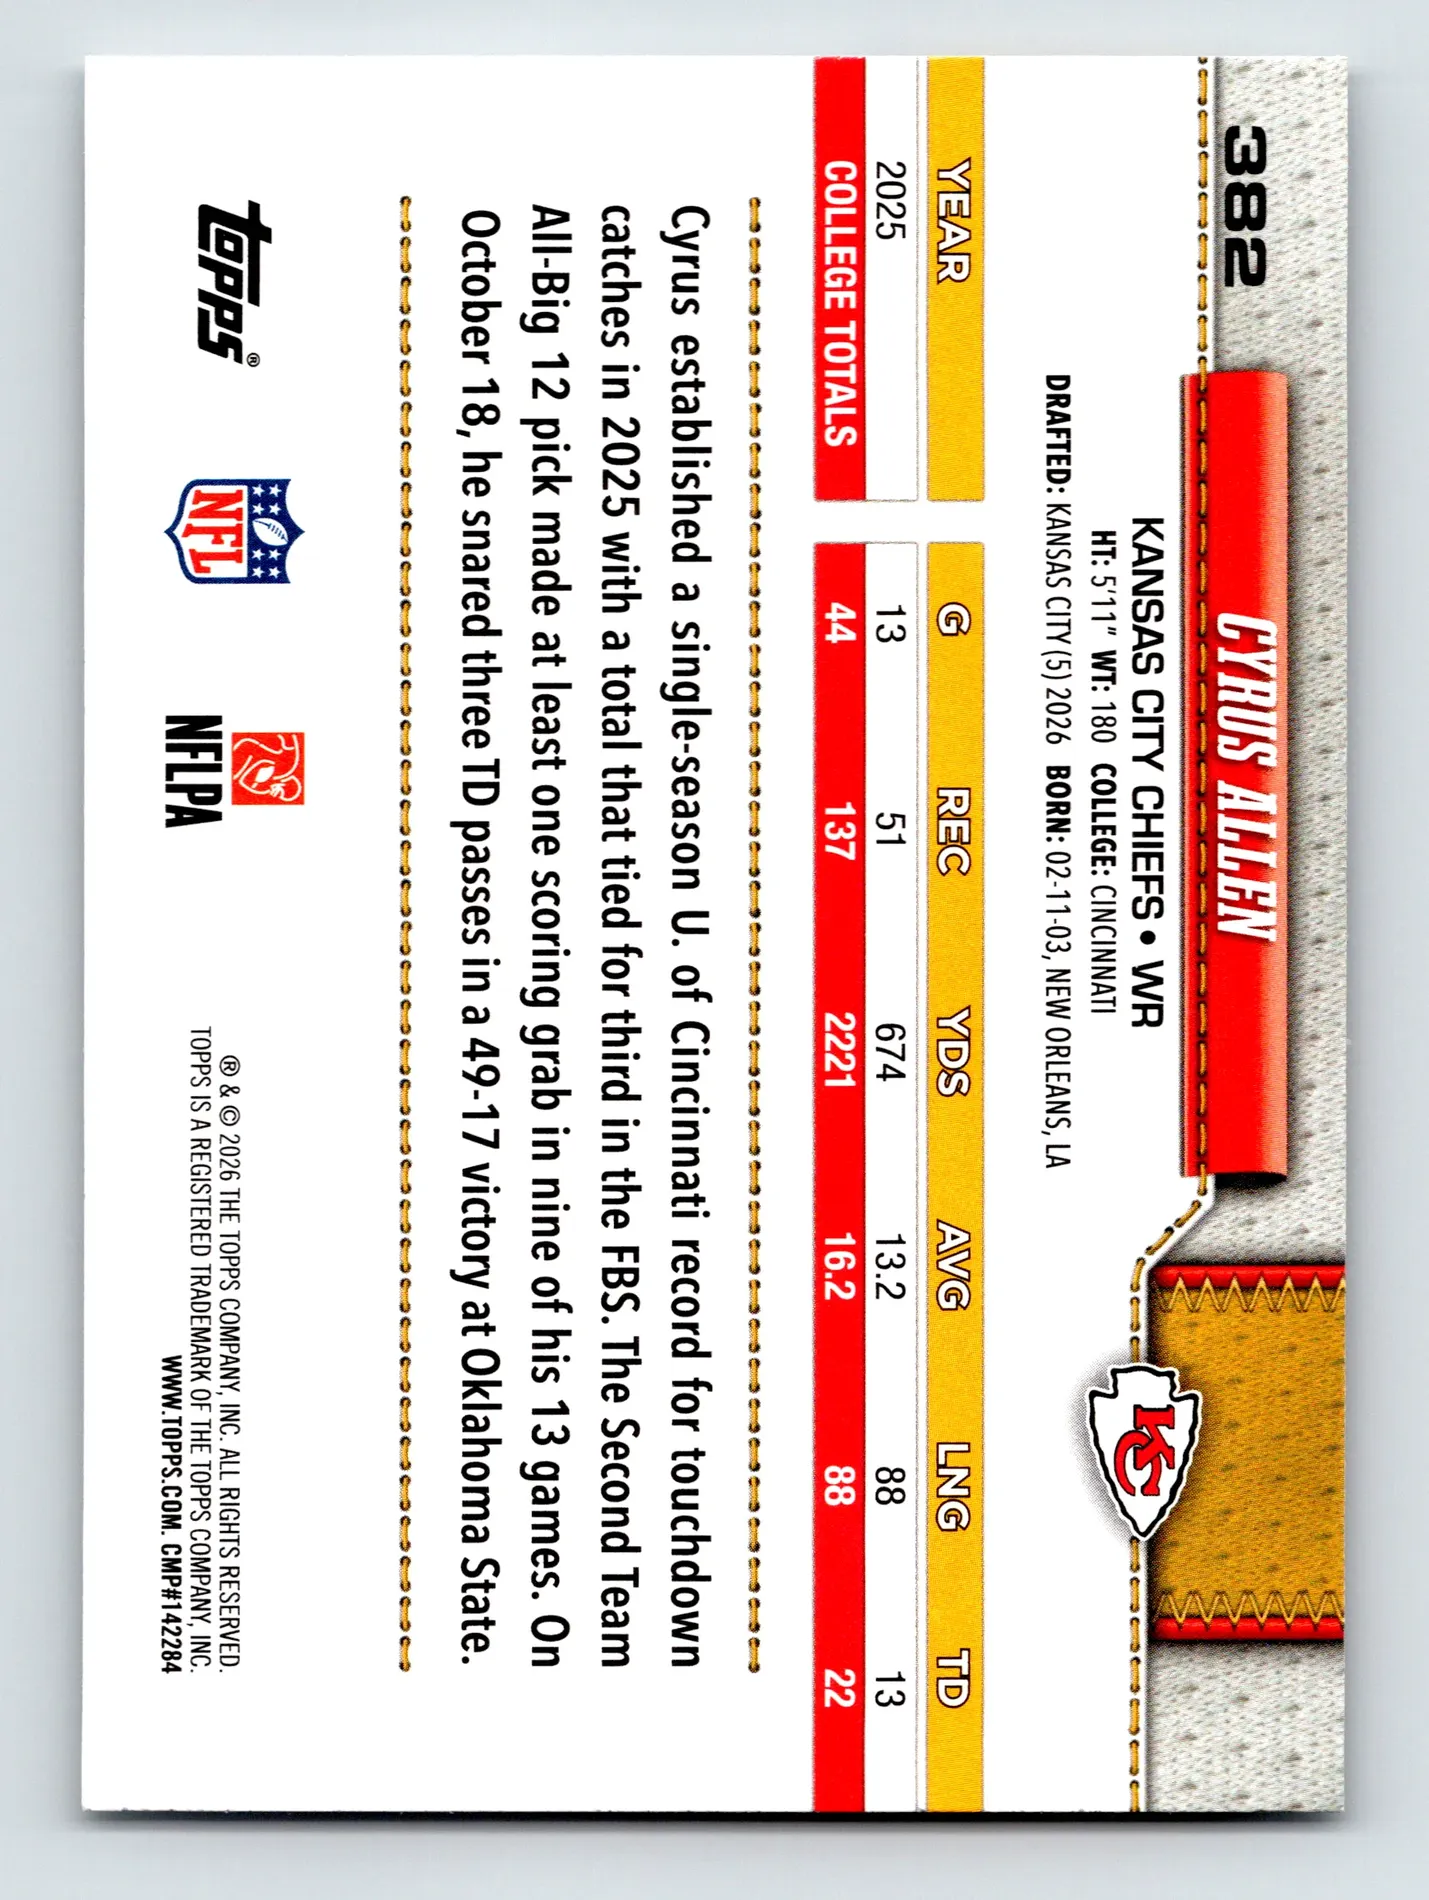 382
CYRUS ALLEN
KANSAS CITY CHIEFS • WR
HT: 5'11" WT: 180 COLLEGE: CINCINNATI
DRAFTED: KANSAS CITY (5) 2026 BORN: 02-11-03, NEW ORLEANS, LA
KC
YEAR G REC YDS AVG LNG TD
2025 13 51 674 13.2 88 13
COLLEGE TOTALS 44 137 2221 16.2 88 22
Cyrus established a single-season U. of Cincinnati record for touchdown
catches in 2025 with a total that tied for third in the FBS. The Second Team
All-Big 12 pick made at least one scoring grab in nine of his 13 games. On
October 18, he snared three TD passes in a 49-17 victory at Oklahoma State.
topps®
NFL
NFLPA
® & © 2026 THE TOPPS COMPANY, INC. ALL RIGHTS RESERVED.
TOPPS IS A REGISTERED TRADEMARK OF THE TOPPS COMPANY, INC.
WWW.TOPPS.COM. CMP#142284